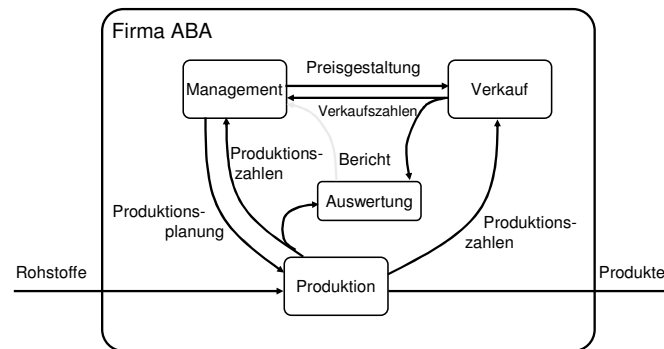 Firma ABA
Preisgestaltung
Management
Verkauf
Verkaufszahlen
Produktions-
zahlen
Bericht
Auswertung
Produktions-
planung
Produktions-
zahlen
Rohstoffe
Produktion
Produkte